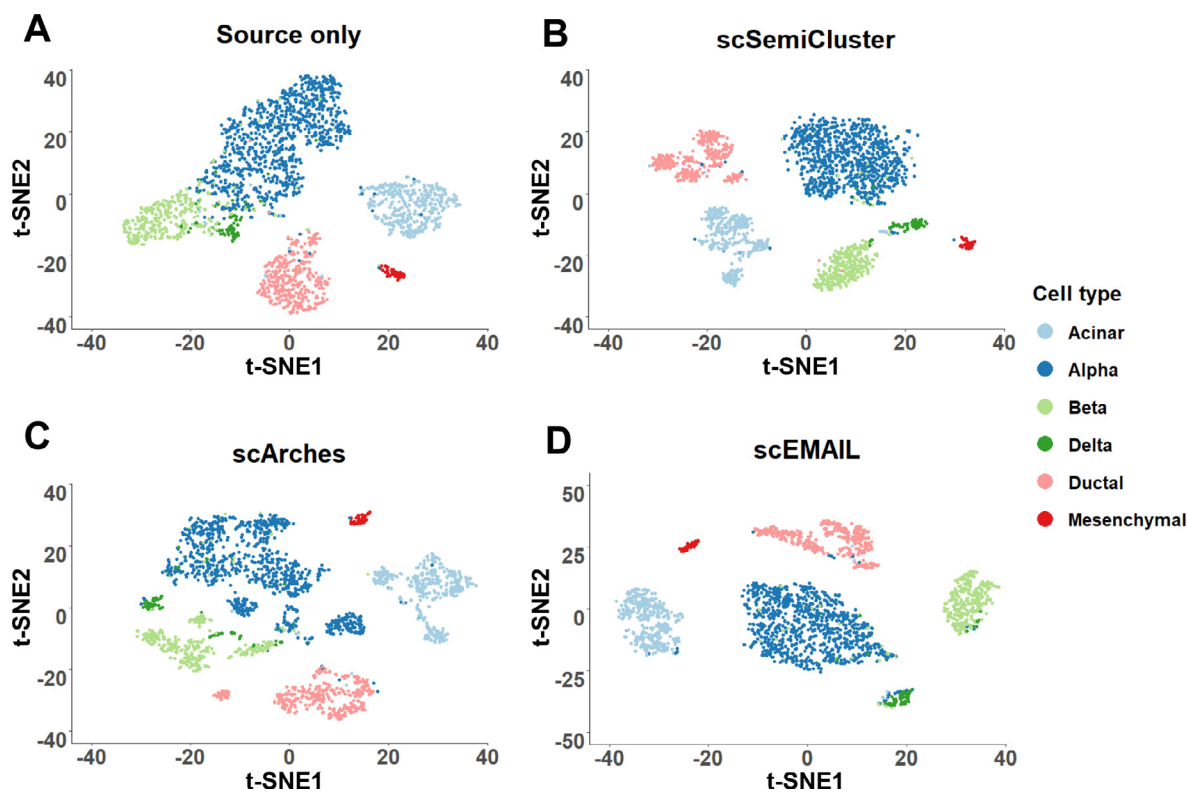 A
Source only
40
20
0
-20
-40
t-SNE2
-40 -20 0 20 40
t-SNE1
B
scSemiCluster
40
20
0
-20
-40
t-SNE2
-40 -20 0 20 40
t-SNE1
Cell type
Acinar
Alpha
Beta
Delta
Ductal
Mesenchymal
C
scArches
40
20
0
-20
-40
t-SNE2
-40 -20 0 20 40
t-SNE1
D
scEMAIL
50
25
0
-25
-50
t-SNE2
-40 -20 0 20 40
t-SNE1